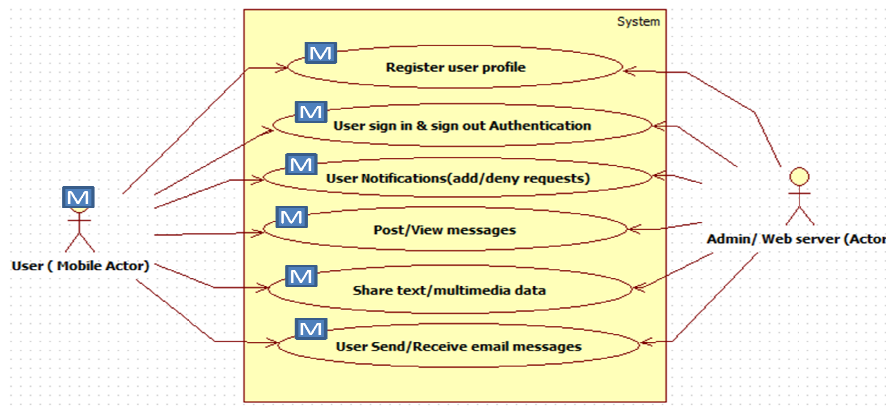 System
M
Register user profile
M
User sign in & sign out Authentication
M
User Notifications(add/deny requests)
M
M
Post/View messages
User ( Mobile Actor)
Admin/ Web server (Actor
M
Share text/multimedia data
M
User Send/Receive email messages